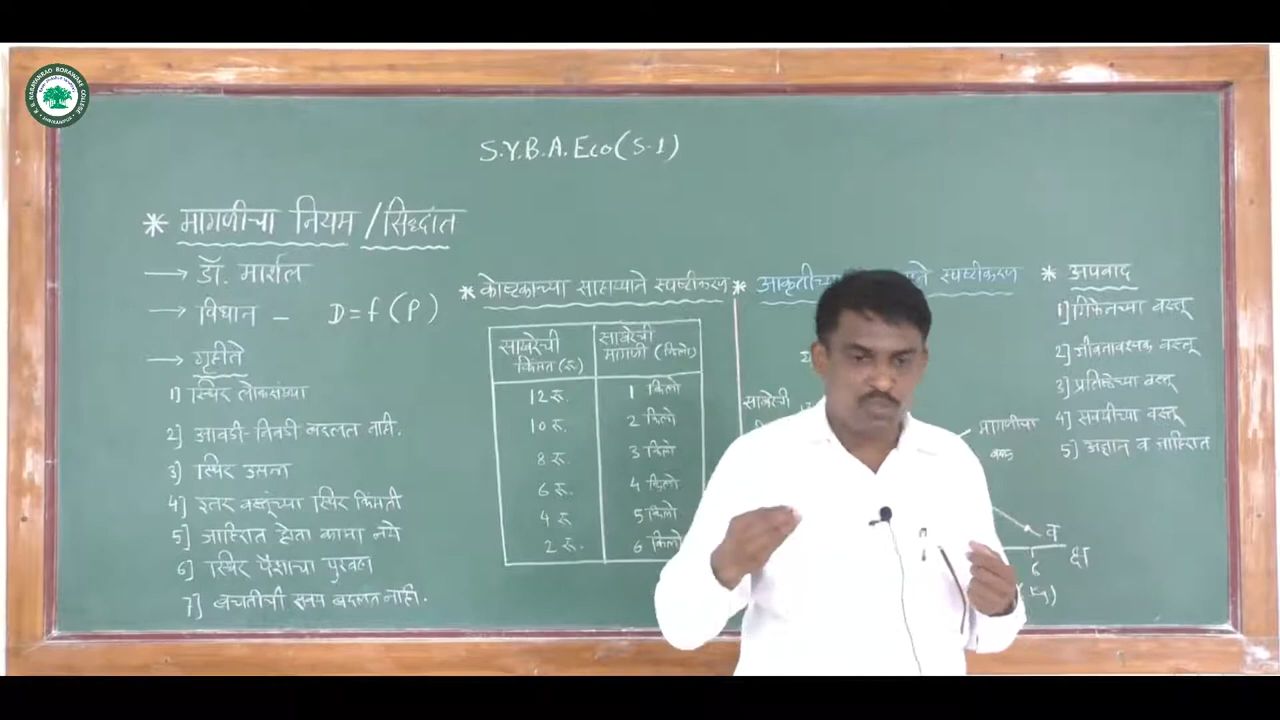 S.Y.B.A. Eco (S-1)
* मागणीचा नियम / सिद्धांत
→ डॉ. मार्शल
→ विधान – D = f (P)
→ गृहीते
1) स्थिर लोकसंख्या
2] आवडी-निवडी बदलत नाही.
3) स्थिर उत्पन्न
4] इतर वस्तूंच्या स्थिर किंमती
5] जाहिरात होता कामा नये
6] स्थिर पैशाचा पुरवठा
7] बचतीची सवय बदलत नाही.
* कोष्टकाच्या साहाय्याने स्पष्टीकरण
साखरेची किंमत (रु) साखरेची मागणी (किलो)
12 रु. 1 किलो
10 रु. 2 किलो
8 रु. 3 किलो
6 रु. 4 किलो
4 रु 5 किलो
2 रु. 6 किलो
* स्पष्टीकरण
साखरेची
मागणीचा
वक्र
व
6
क्ष
* अपवाद
1] गिफेनच्या वस्तू
2] जीवनावश्यक वस्तू
3] प्रतिष्ठेच्या वस्तू
4] सवयीच्या वस्तू
5] अज्ञान व जाहिरात